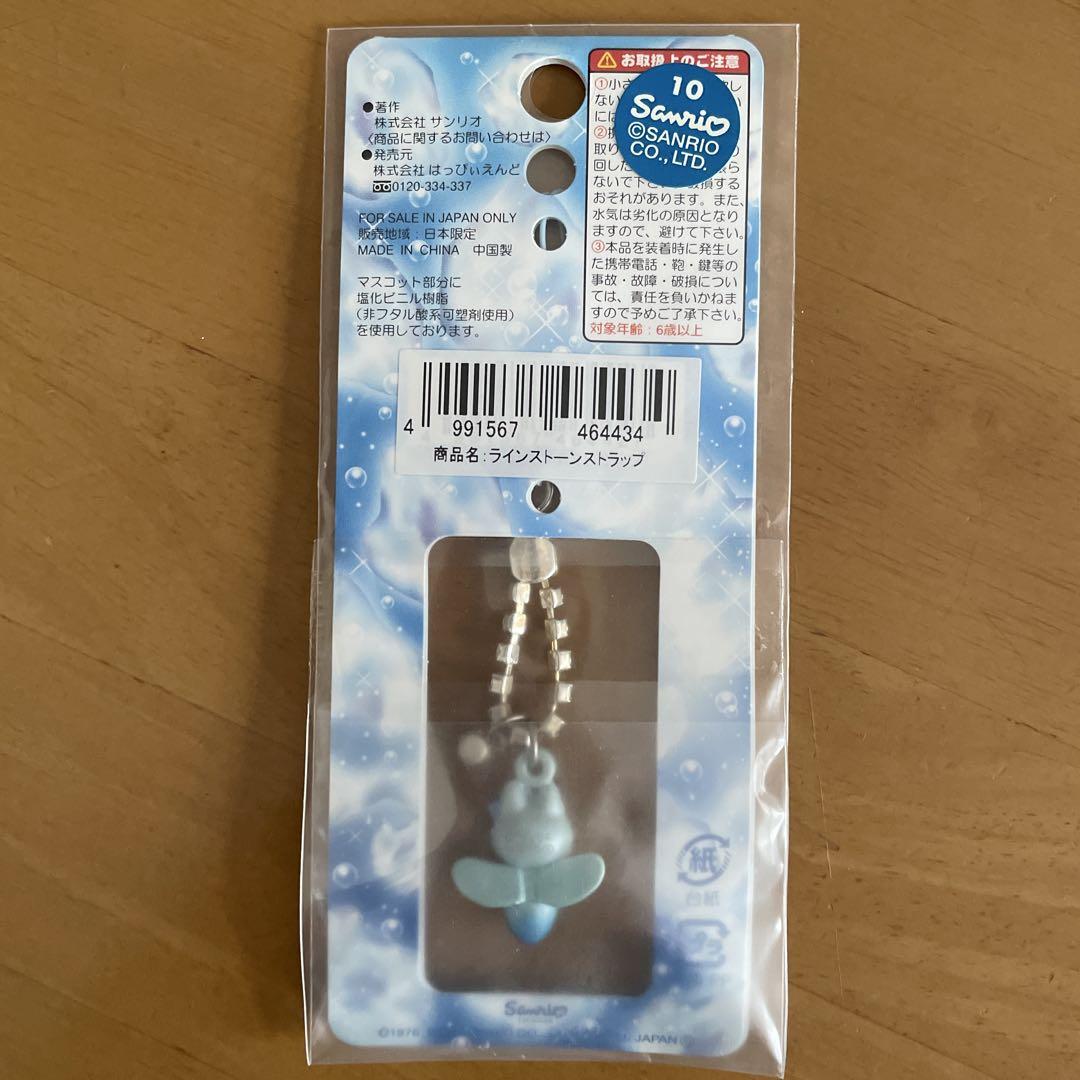 ●著作
株式会社 サンリオ
〈商品に関するお問い合わせは〉
●発売元
株式会社 はっぴぃえんど
0120-334-337
FOR SALE IN JAPAN ONLY
販売地域：日本限定
MADE IN CHINA 中国製
マスコット部分に
塩化ビニル樹脂
（非フタル酸系可塑剤使用）
を使用しております。
お取扱上のご注意
10
Sanrio
©SANRIO
CO., LTD.
①小さ
ない
には
②
取り
回した
ないで下さ 破損する
おそれがあります。また、
水気は劣化の原因となり
ますので、避けて下さい。
③本品を装着時に発生し
た携帯電話・鞄・鍵等の
事故・故障・破損につい
ては、責任を負いかねま
すので予めご了承下さい。
対象年齢：6歳以上
4 991567 464434
商品名：ラインストーンストラップ
紙
台紙
Sanrio
©1976
JAPAN